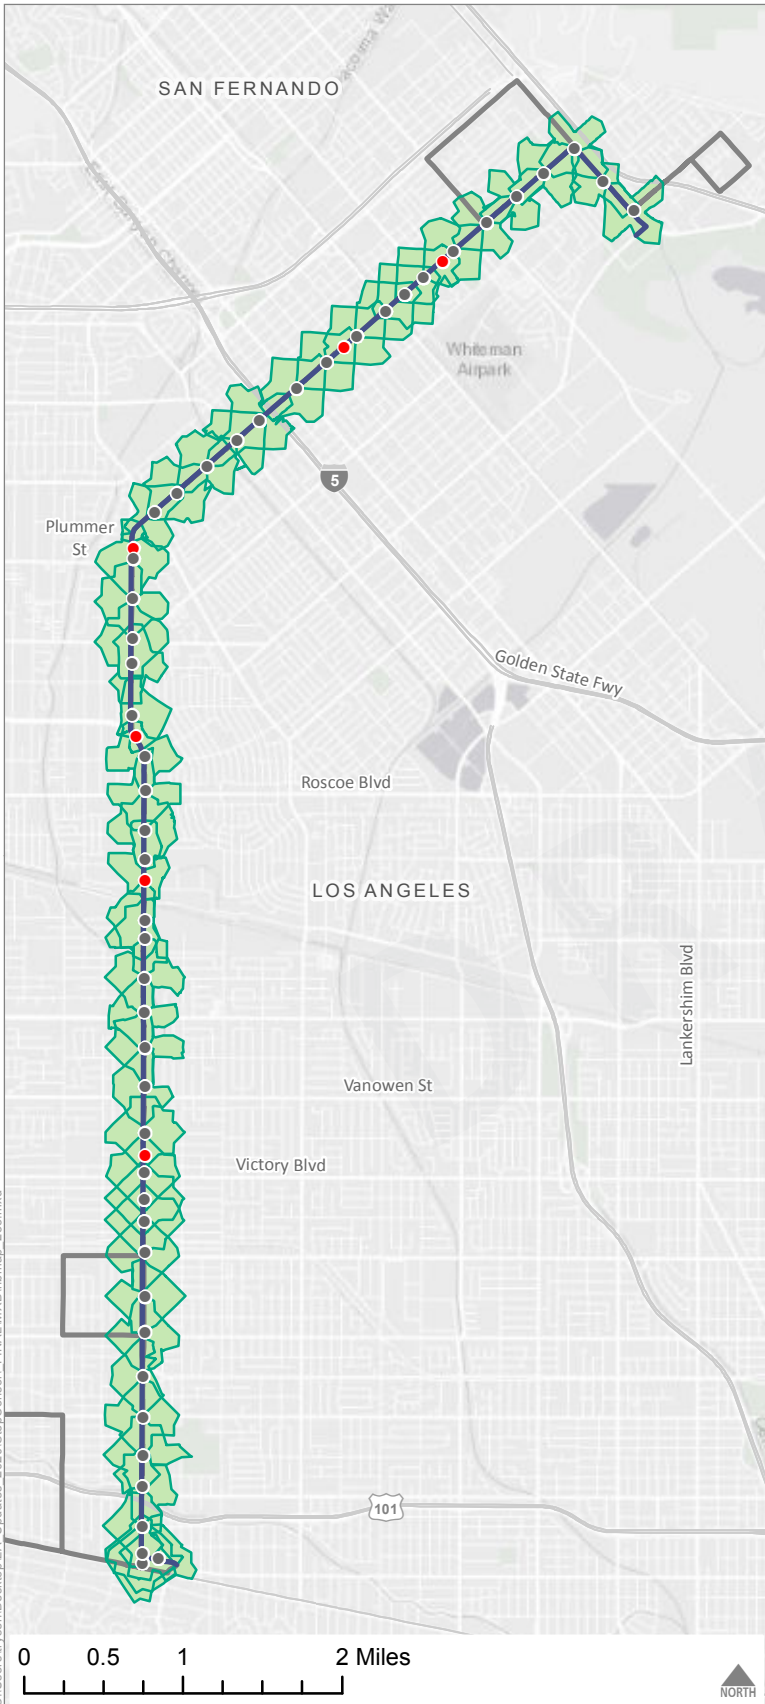 SAN FERNANDO
Whiteman
Airpark
5
Plummer
St
Golden State Fwy
Roscoe Blvd
LOS ANGELES
Lankershim Blvd
Vanowen St
Victory Blvd
101
0 0.5 1 2 Miles
NORTH